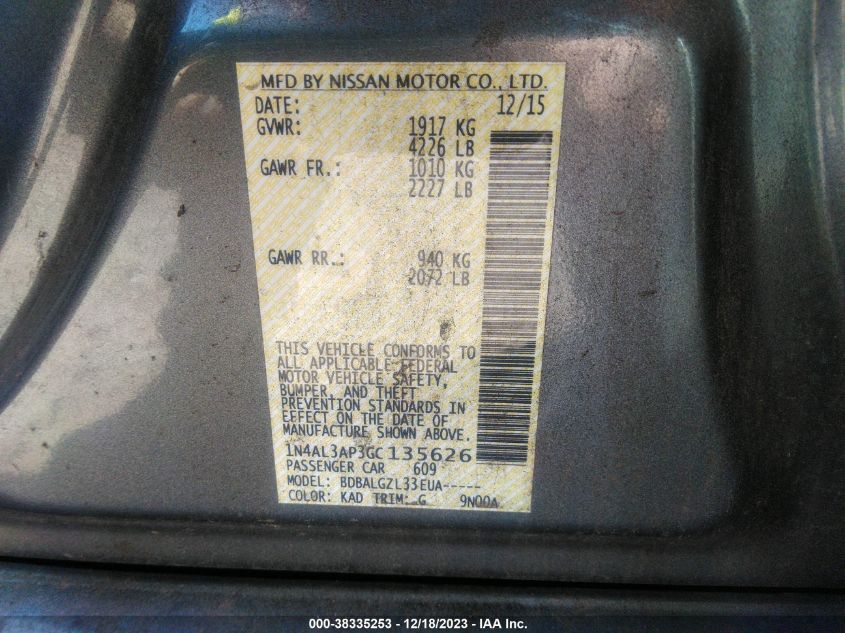 MFD BY NISSAN MOTOR CO., LTD.
DATE: 12/15
GVWR: 1917 KG
4226 LB
GAWR FR.: 1010 KG
2227 LB
GAWR RR.: 940 KG
2072 LB
THIS VEHICLE CONFORMS TO
ALL APPLICABLE FEDERAL
MOTOR VEHICLE SAFETY,
BUMPER, AND THEFT
PREVENTION STANDARDS IN
EFFECT ON THE DATE OF
MANUFACTURE SHOWN ABOVE.
1N4AL3AP3GC135626
PASSENGER CAR 609
MODEL: BDBALGZL33EUA-----
COLOR: KAD TRIM: G 9N00A
000-38335253 - 12/18/2023 - IAA Inc.